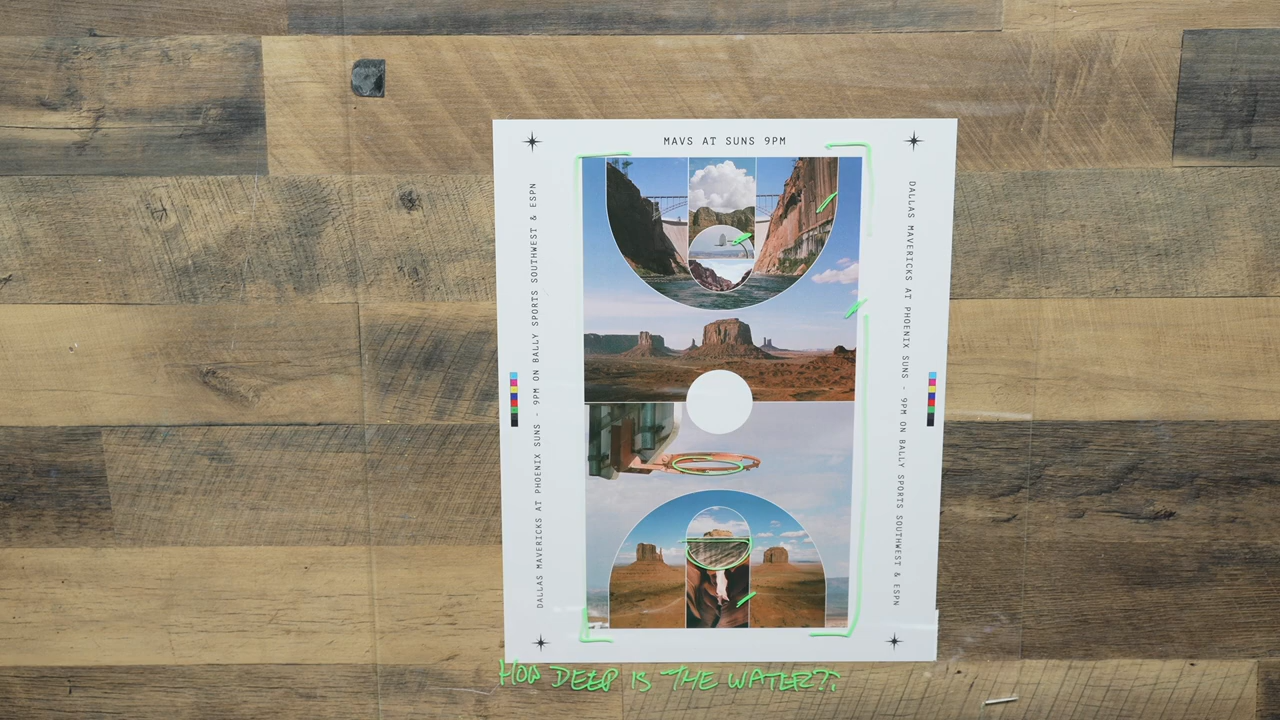 MAVS AT SUNS 9PM
DALLAS MAVERICKS AT PHOENIX SUNS - 9PM ON BALLY SPORTS SOUTHWEST & ESPN
DALLAS MAVERICKS AT PHOENIX SUNS - 9PM ON BALLY SPORTS SOUTHWEST & ESPN
HOW DEEP IS THE WATER??